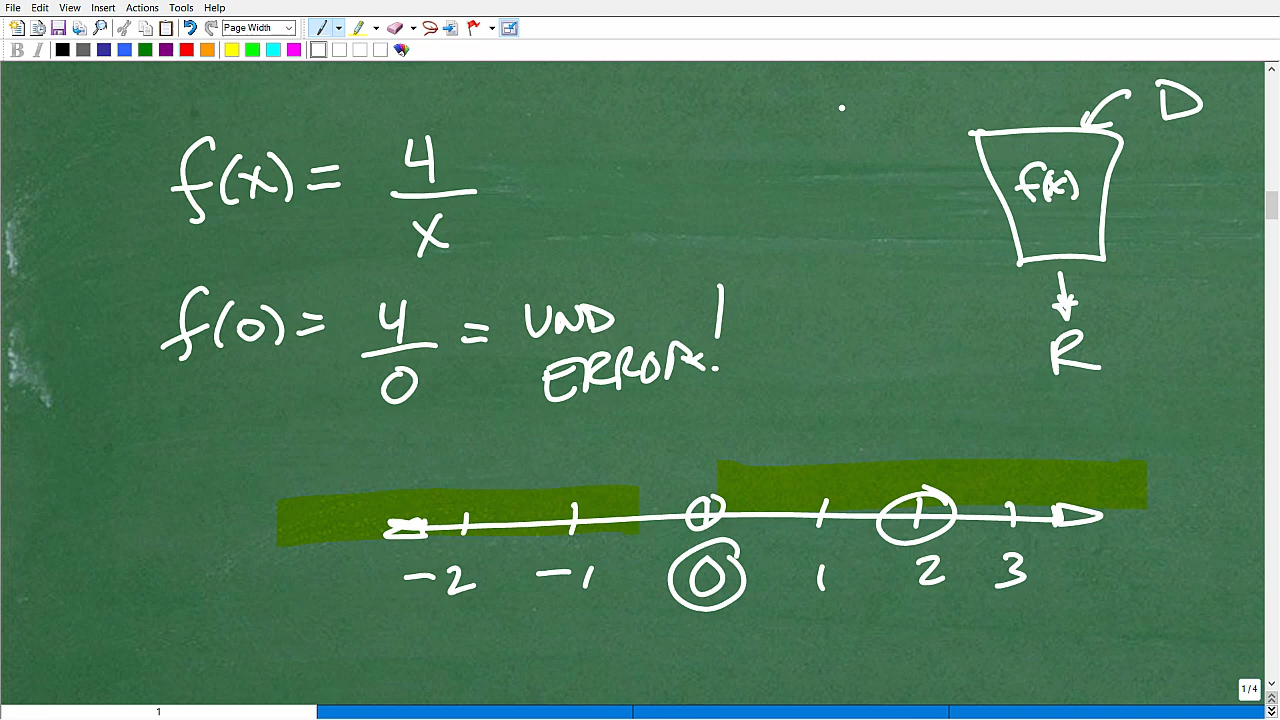 File Edit View Insert Actions Tools Help
Page Width
B I
D
f(x) = 4/x
f(x)
f(0) = 4/0 = UND ERROR!
R
-2 -1 0 1 2 3
1/4
1